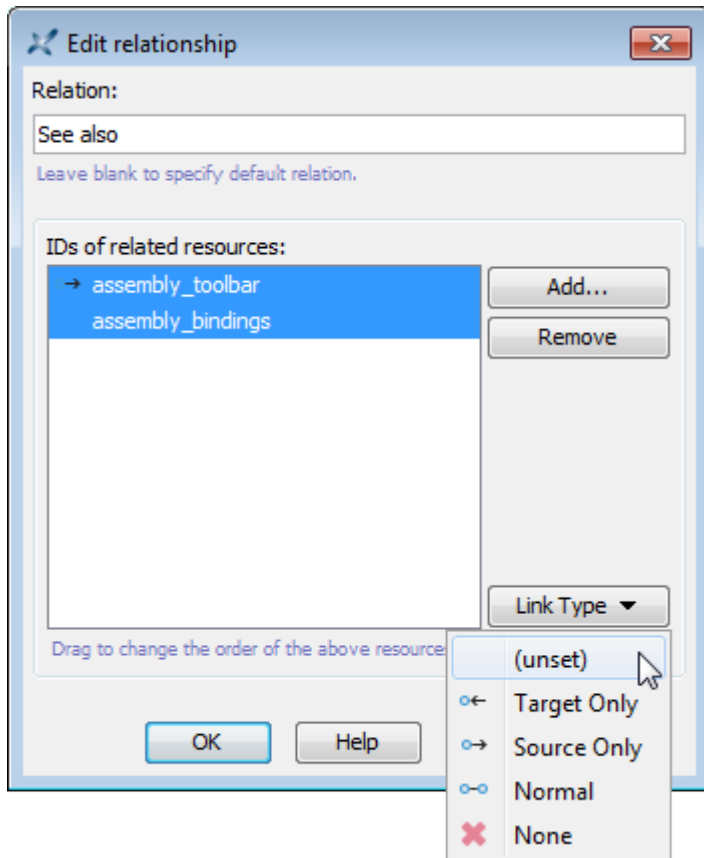 Edit relationship
Relation:
See also
Leave blank to specify default relation.
IDs of related resources:
assembly_toolbar
assembly_bindings
Add...
Remove
Link Type
Drag to change the order of the above resource
(unset)
Target Only
Source Only
Normal
None
OK
Help